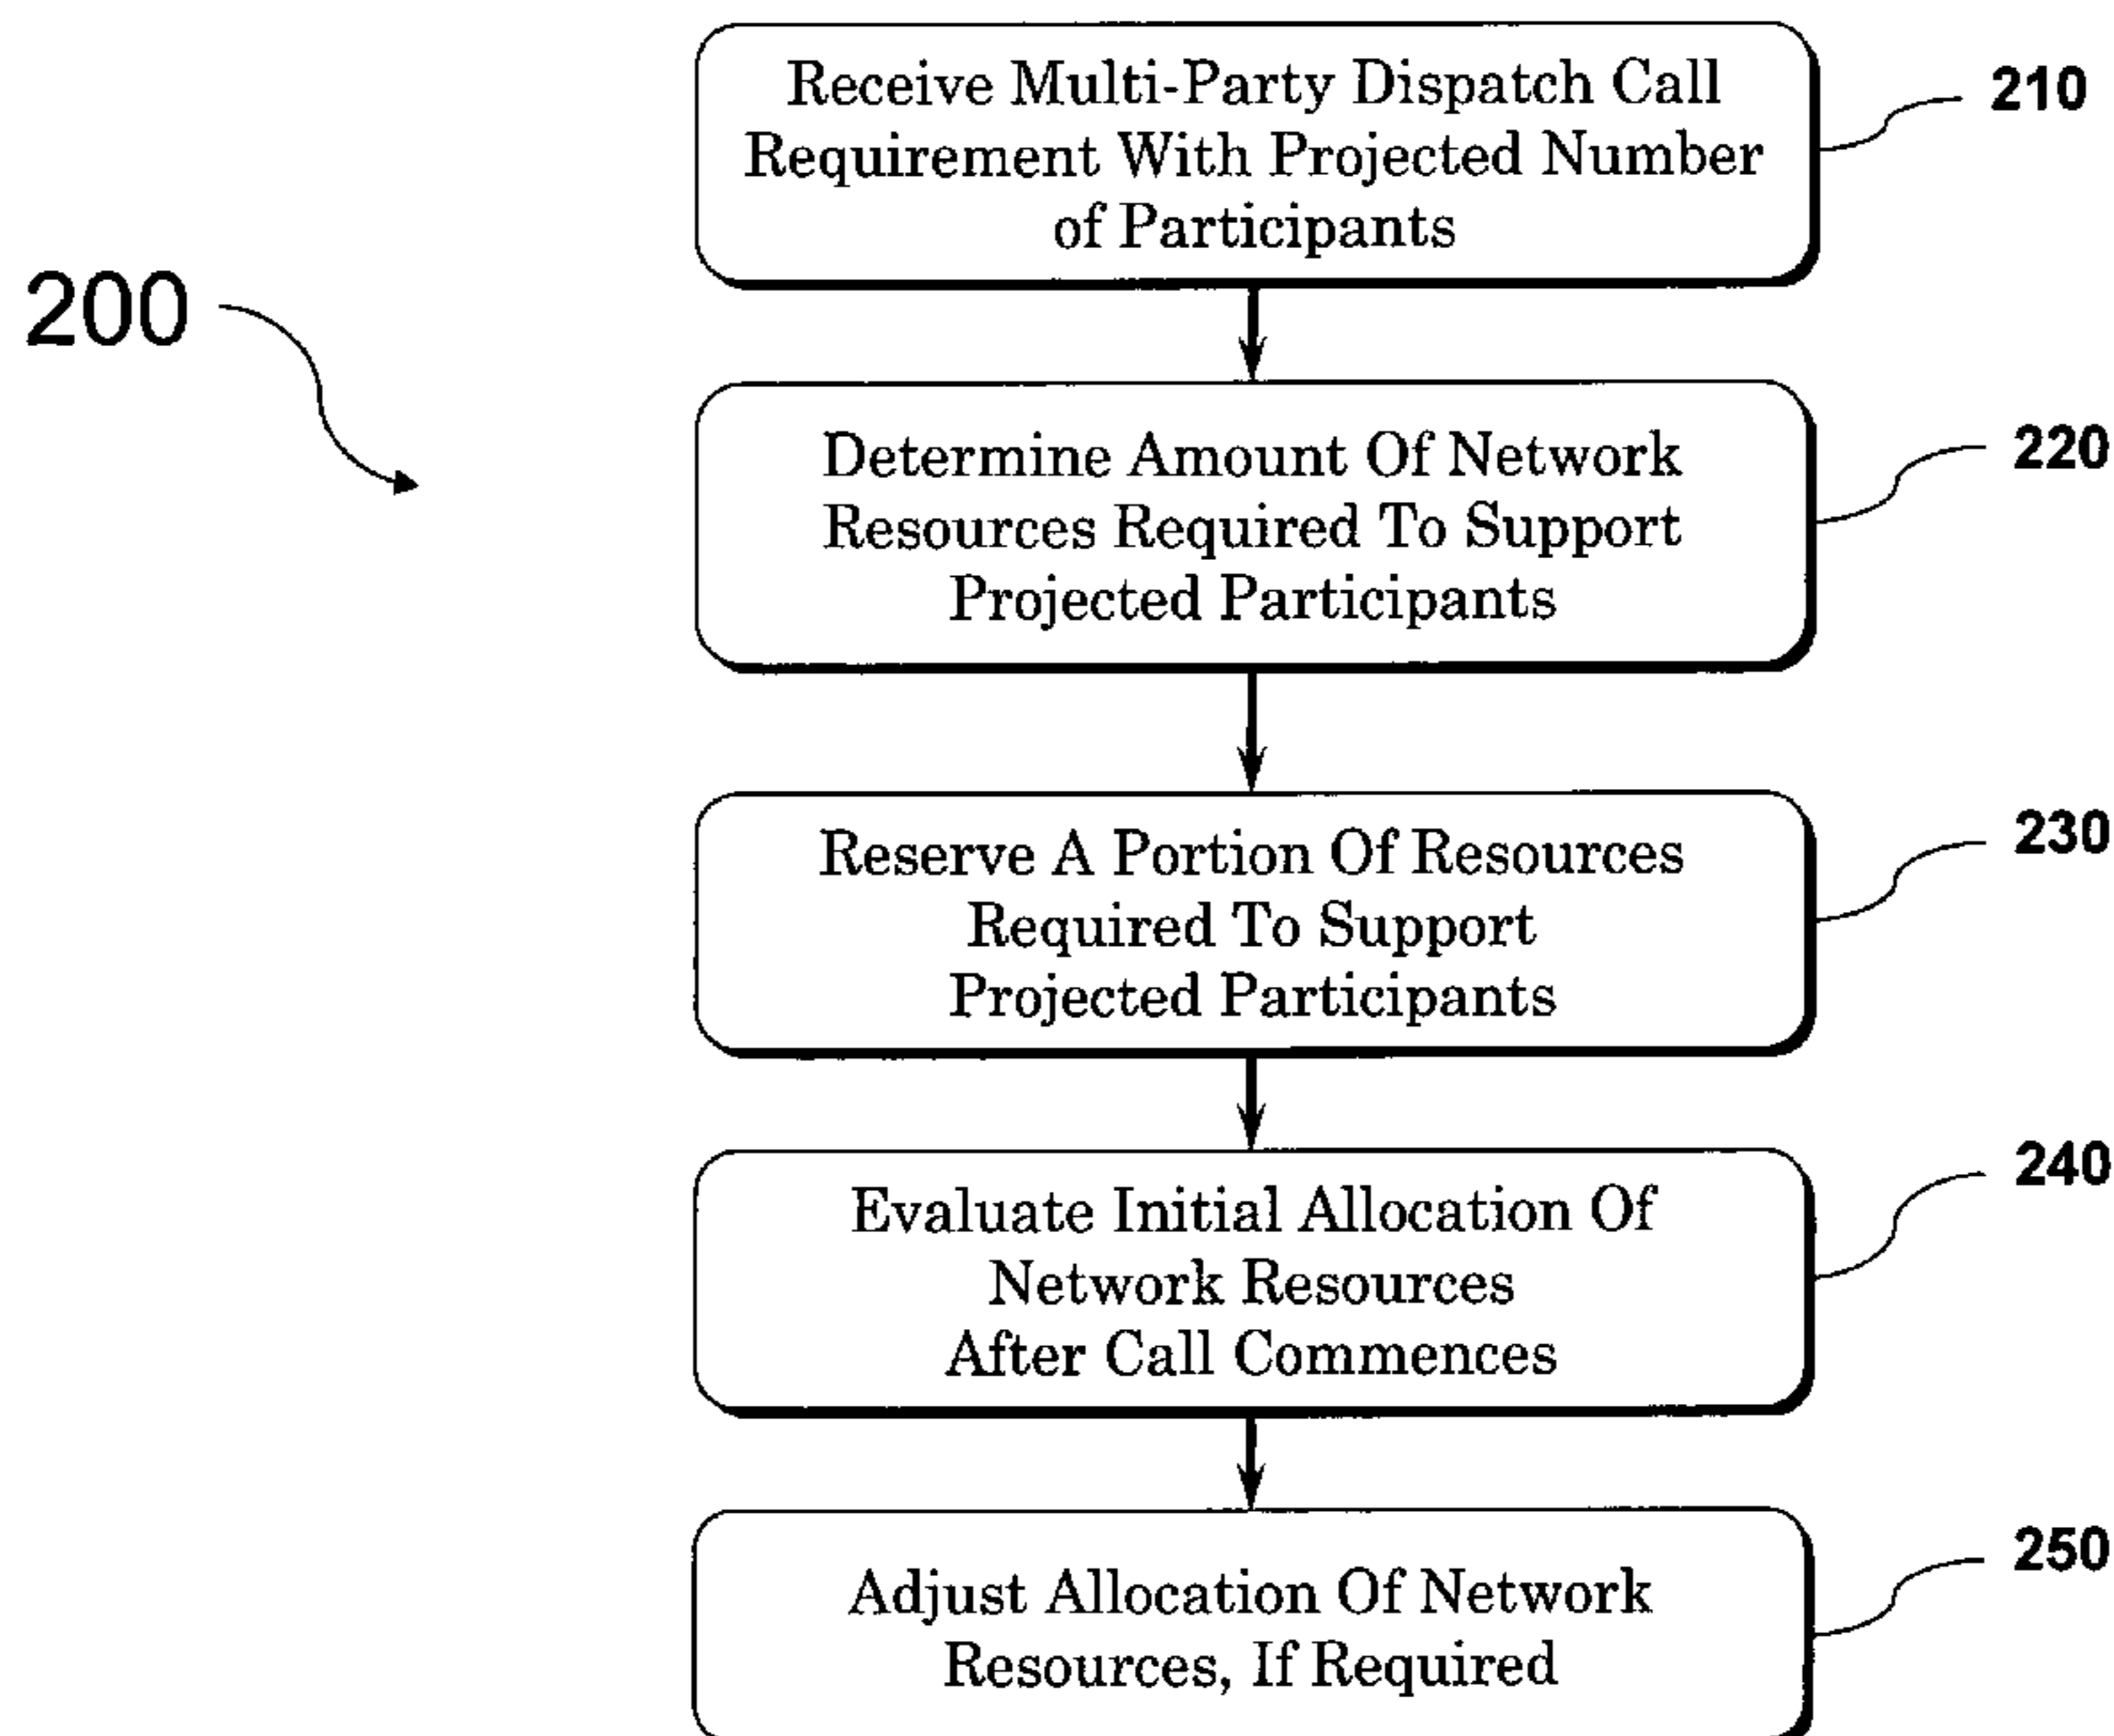 Receive Multi-Party Dispatch Call
Requirement With Projected Number
of Participants
210
200
Determine Amount Of Network
Resources Required To Support
Projected Participants
220
Reserve A Portion Of Resources
Required To Support
Projected Participants
230
Evaluate Initial Allocation Of
Network Resources
After Call Commences
240
Adjust Allocation Of Network
Resources, If Required
250